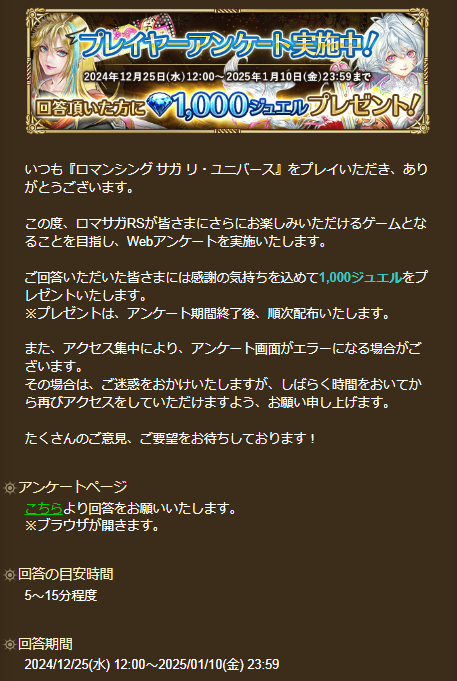 プレイヤーアンケート実施中!
2024年12月25日(水)12:00～2025年1月10日(金)23:59まで
回答頂いた方に1,000ジュエルプレゼント!
いつも『ロマンシング サガ リ・ユニバース』をプレイいただき、あり
がとうございます。
この度、ロマサガRSが皆さまにさらにお楽しみいただけるゲームとな
ることを目指し、Webアンケートを実施いたします。
ご回答いただいた皆さまには感謝の気持ちを込めて1,000ジュエルをプ
レゼントいたします。
※プレゼントは、アンケート期間終了後、順次配布いたします。
また、アクセス集中により、アンケート画面がエラーになる場合がご
ざいます。
その場合は、ご迷惑をおかけいたしますが、しばらく時間をおいてか
ら再びアクセスをしていただけますよう、お願い申し上げます。
たくさんのご意見、ご要望をお待ちしております！
アンケートページ
こちらより回答をお願いいたします。
※ブラウザが開きます。
回答の目安時間
5～15分程度
回答期間
2024/12/25(水) 12:00～2025/01/10(金) 23:59